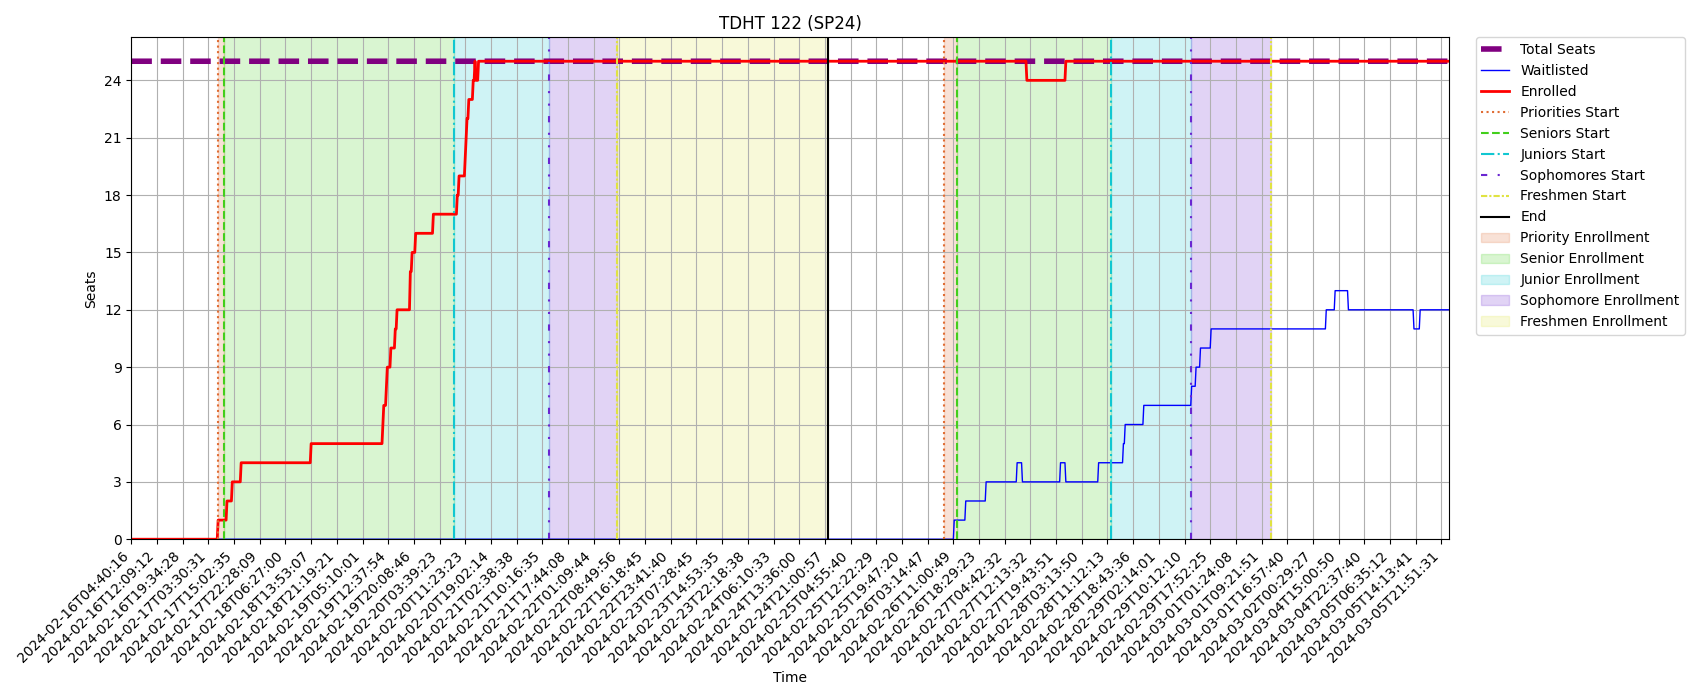 TDHT 122 (SP24)
Total Seats
Waitlisted
Enrolled
Priorities Start
Seniors Start
Juniors Start
Sophomores Start
Freshmen Start
End
Priority Enrollment
Senior Enrollment
Junior Enrollment
Sophomore Enrollment
Freshmen Enrollment
Seats
24
21
18
15
12
9
6
3
0
2024-02-16T04:40:16
2024-02-16T12:09:12
2024-02-16T19:34:28
2024-02-17T03:30:31
2024-02-17T15:02:35
2024-02-17T22:28:09
2024-02-18T06:27:00
2024-02-18T13:53:07
2024-02-18T21:19:21
2024-02-19T05:10:01
2024-02-19T12:37:54
2024-02-19T20:08:46
2024-02-20T03:39:23
2024-02-20T11:23:23
2024-02-20T19:02:14
2024-02-21T02:38:38
2024-02-21T10:16:35
2024-02-21T17:44:08
2024-02-22T01:09:44
2024-02-22T08:49:56
2024-02-22T16:18:45
2024-02-22T23:41:40
2024-02-23T07:28:45
2024-02-23T14:53:35
2024-02-23T22:18:38
2024-02-24T06:10:33
2024-02-24T13:36:00
2024-02-24T21:00:57
2024-02-25T04:55:40
2024-02-25T12:22:29
2024-02-25T19:47:20
2024-02-26T03:14:47
2024-02-26T11:00:49
2024-02-26T18:29:23
2024-02-27T04:42:32
2024-02-27T12:13:32
2024-02-27T19:43:51
2024-02-28T03:13:50
2024-02-28T11:12:13
2024-02-28T18:43:36
2024-02-29T02:14:01
2024-02-29T10:12:10
2024-02-29T17:52:25
2024-03-01T01:24:08
2024-03-01T09:21:51
2024-03-01T16:57:40
2024-03-02T00:29:27
2024-03-04T15:00:50
2024-03-04T22:37:40
2024-03-05T06:35:12
2024-03-05T14:13:41
2024-03-05T21:51:31
Time